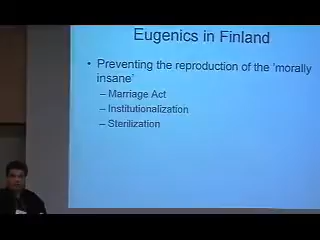 Eugenics in Finland
• Preventing the reproduction of the 'morally
insane'
– Marriage Act
– Institutionalization
– Sterilization